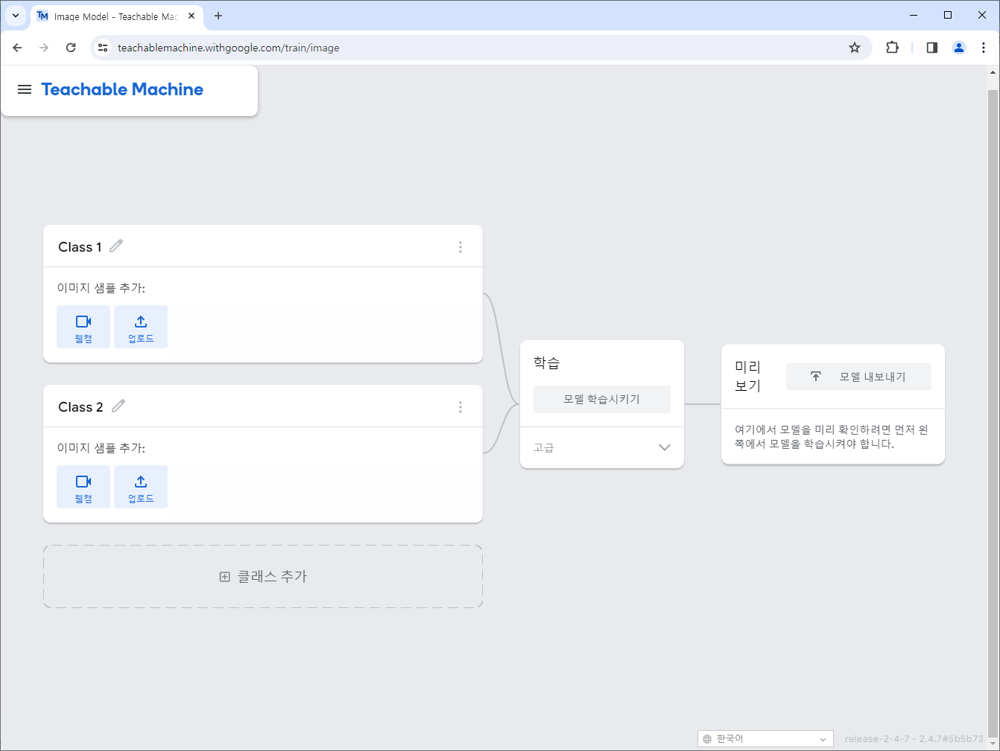 Image Model - Teachable Mac
teachablemachine.withgoogle.com/train/image
Teachable Machine
Class 1
이미지 샘플 추가:
웹캠
업로드
Class 2
이미지 샘플 추가:
웹캠
업로드
클래스 추가
학습
모델 학습시키기
고급
미리
보기
모델 내보내기
여기에서 모델을 미리 확인하려면 먼저 왼
쪽에서 모델을 학습시켜야 합니다.
한국어
release-2-4-7 - 2.4.7#5b5b73